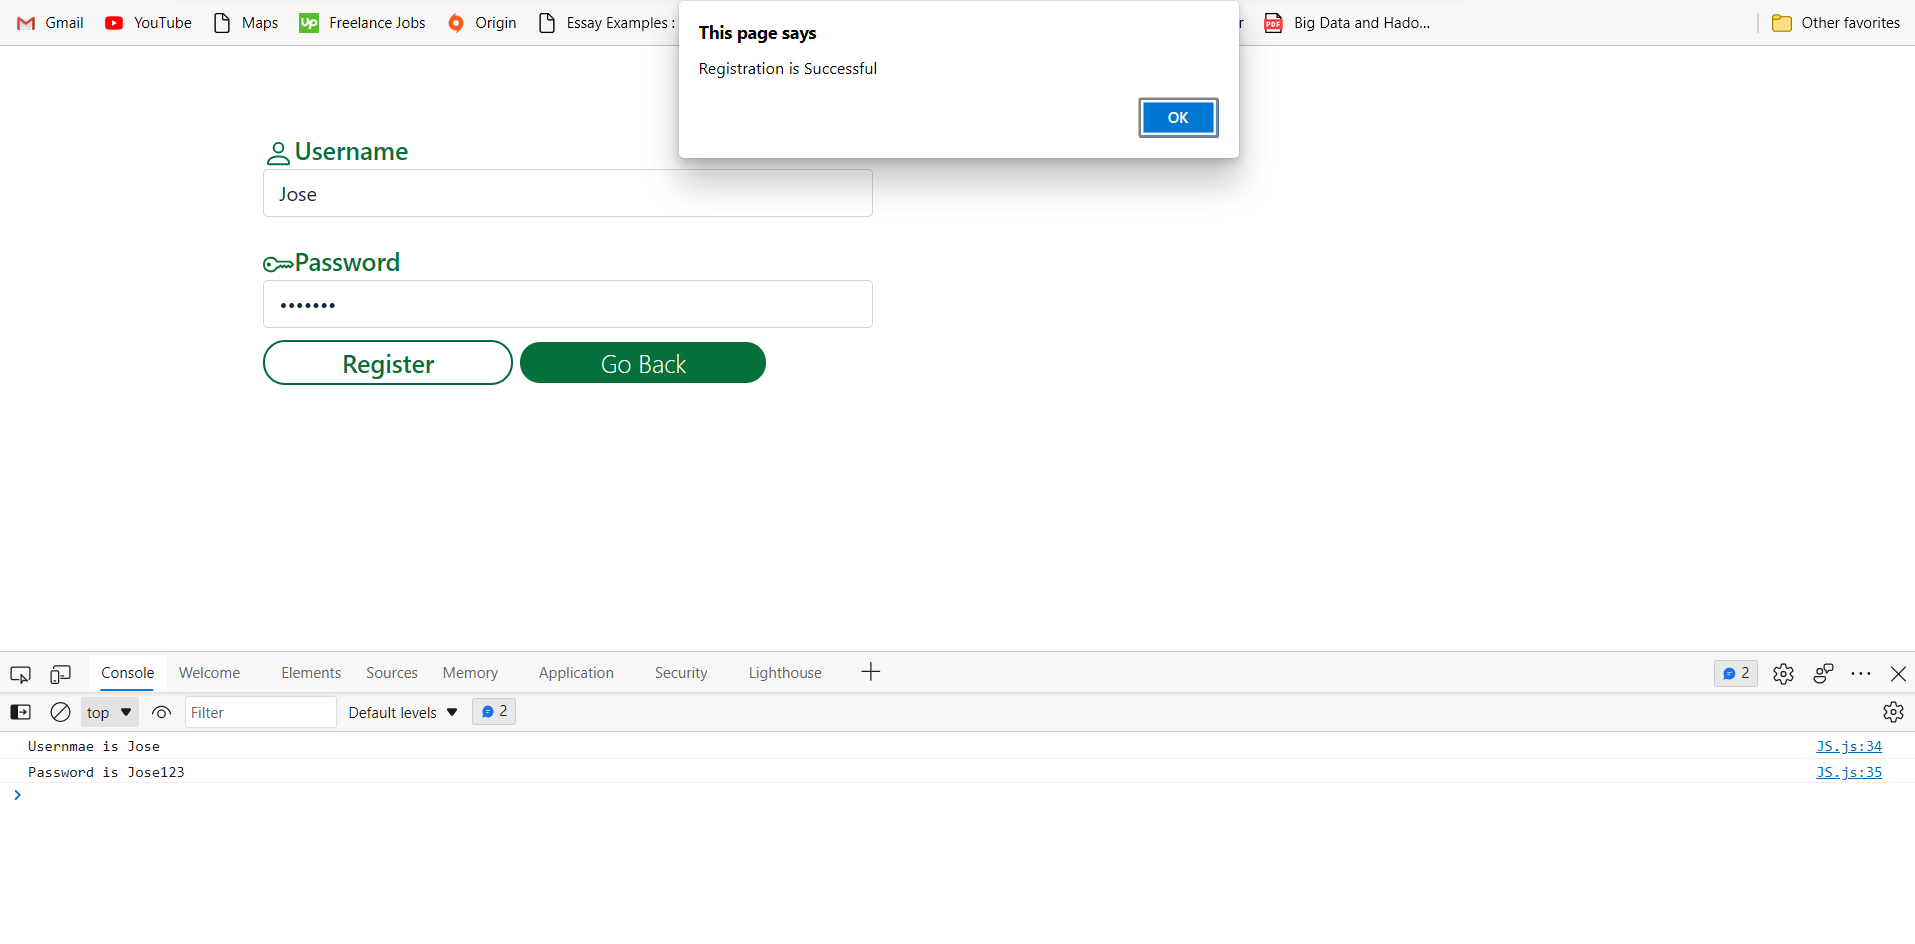 Gmail YouTube Maps Freelance Jobs Origin Essay Examples : r Big Data and Hado... Other favorites
This page says
Registration is Successful
OK
Username
Jose
Password
•••••••
Register Go Back
Console Welcome Elements Sources Memory Application Security Lighthouse 2
top Filter Default levels 2
Usernmae is Jose JS.js:34
Password is Jose123 JS.js:35